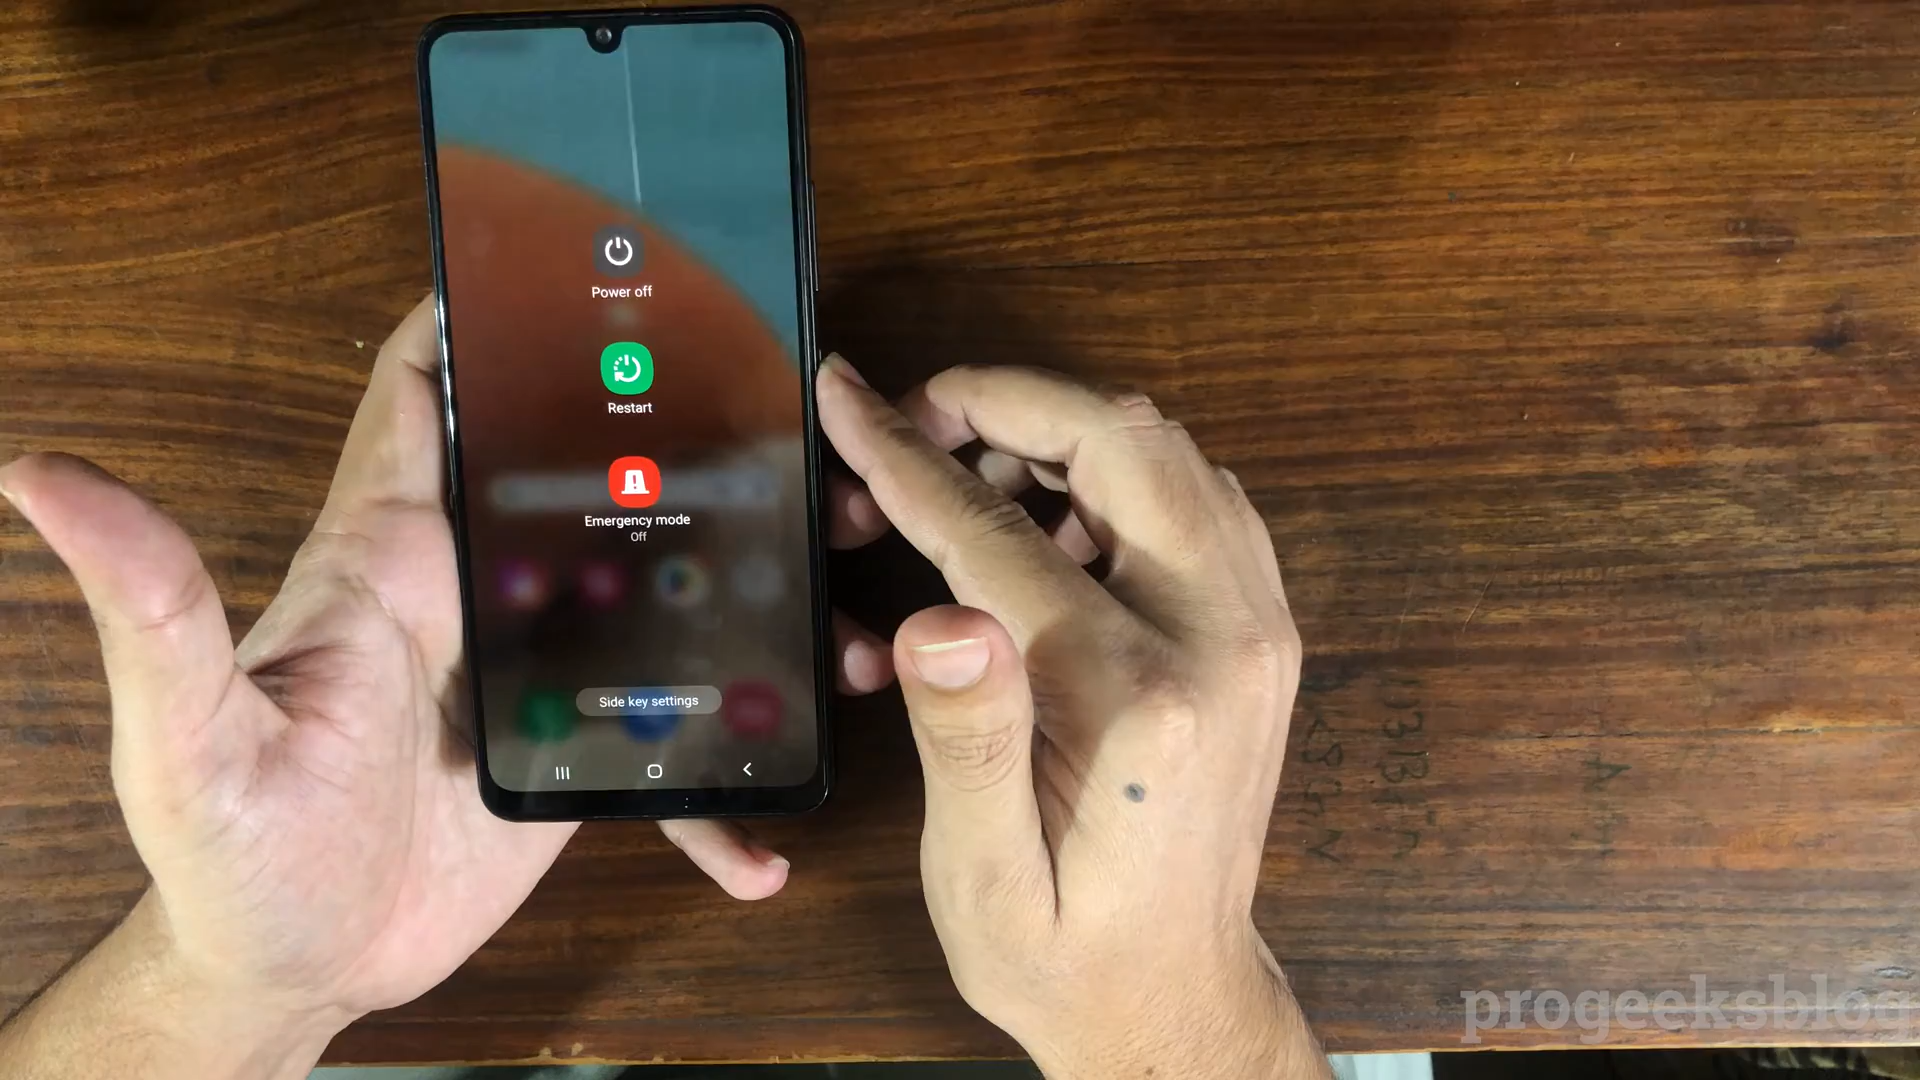 Power off
Restart
Emergency mode
Off
Side key settings
progeeksblog